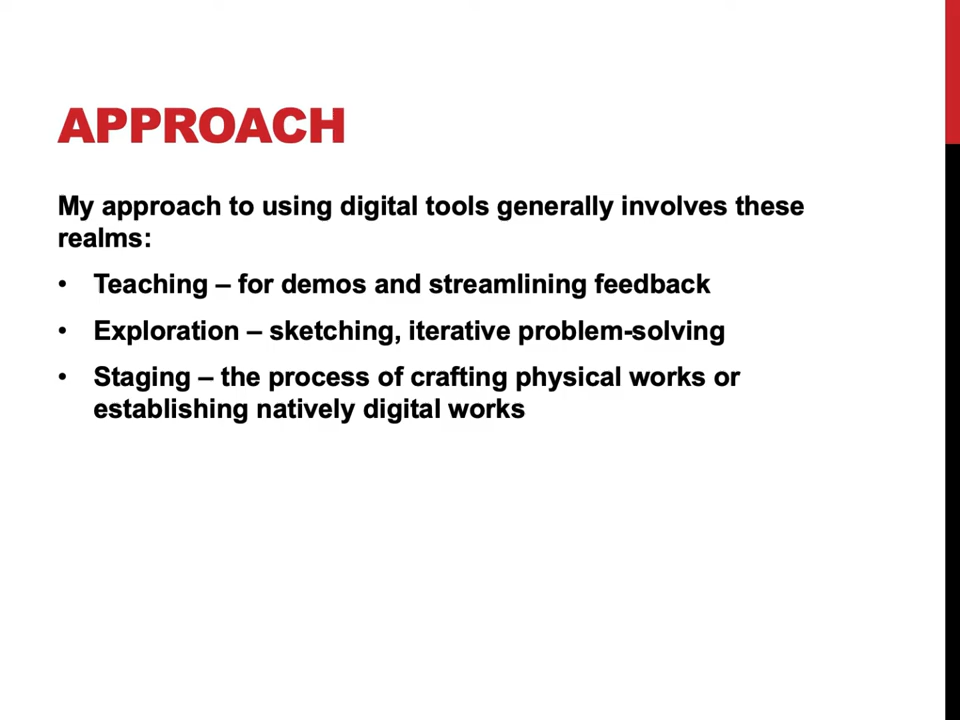 APPROACH
My approach to using digital tools generally involves these
realms:
• Teaching – for demos and streamlining feedback
• Exploration – sketching, iterative problem-solving
• Staging – the process of crafting physical works or
establishing natively digital works